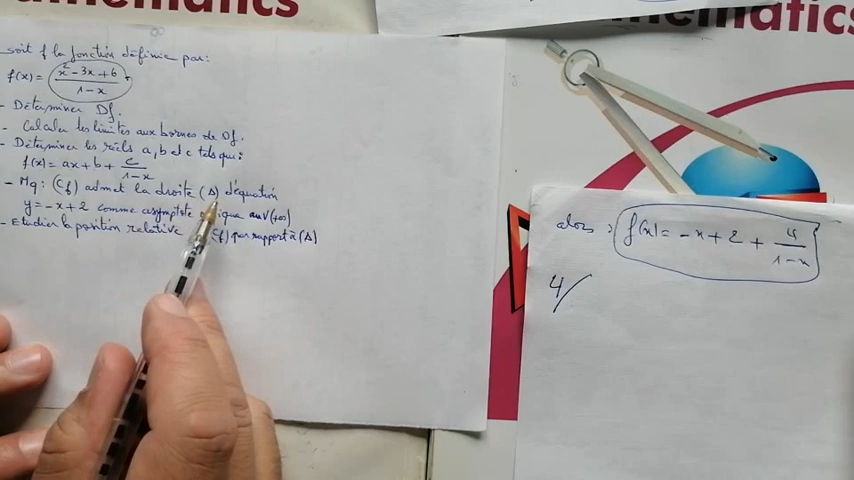 mathematics
ematics
soit f la fonction définie par:
f(x) = x² - 3x + 6 / 1 - x
- Déterminer Df.
- Calculer les limites aux bornes de Df.
- Déterminer les réels a, b et c tels que:
f(x) = ax + b + c / 1 - x
- Mq: (Cf) admet la droite (Δ) d'équation
y = -x + 2 comme asymptote oblique au V(+∞)
- Etudier la position relative (Cf) par rapport à (Δ)
alors : f(x) = -x + 2 + 4 / 1 - x
4/